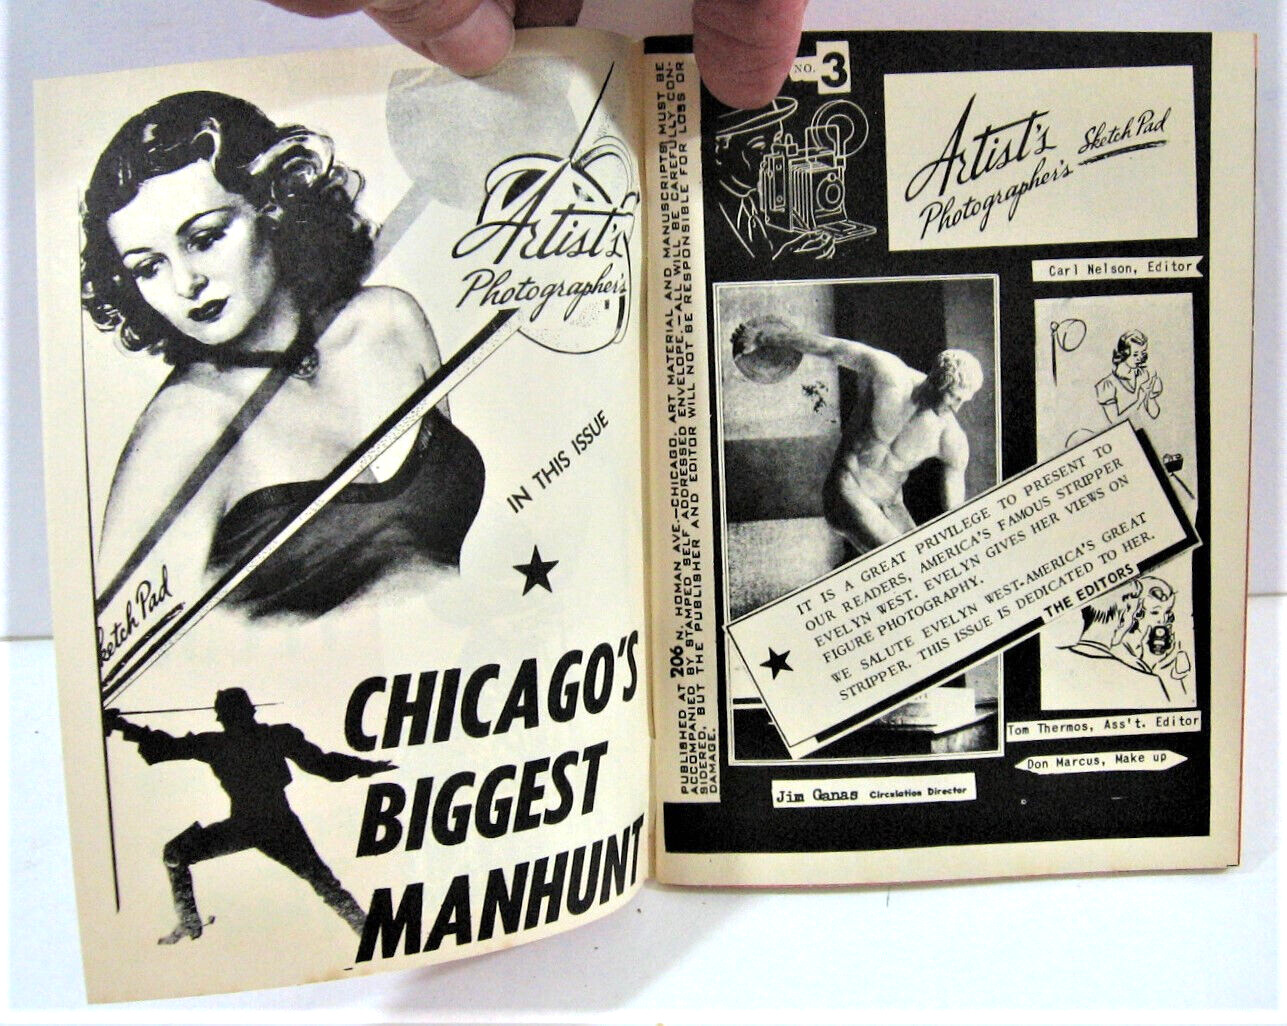 Artist's
Photographer's
Sketch Pad
IN THIS ISSUE
CHICAGO'S
BIGGEST
MANHUNT
PUBLISHED AT 206 N. HOMAN AVE.—CHICAGO. ART MATERIAL AND MANUSCRIPTS MUST BE
ACCOMPANIED BY STAMPED SELF ADDRESSED ENVELOPE.—ALL WILL BE CAREFULLY CON-
SIDERED, BUT THE PUBLISHER AND EDITOR WILL NOT BE RESPONSIBLE FOR LOSS OR
DAMAGE.
NO. 3
Artist's
Photographer's Sketch Pad
Carl Nelson, Editor
IT IS A GREAT PRIVILEGE TO PRESENT TO
OUR READERS, AMERICA'S FAMOUS STRIPPER
EVELYN WEST. EVELYN GIVES HER VIEWS ON
FIGURE PHOTOGRAPHY.
WE SALUTE EVELYN WEST-AMERICA'S GREAT
STRIPPER. THIS ISSUE IS DEDICATED TO HER.
THE EDITORS
Tom Thermos, Ass't. Editor
Don Marcus, Make up
Jim Ganas Circulation Director